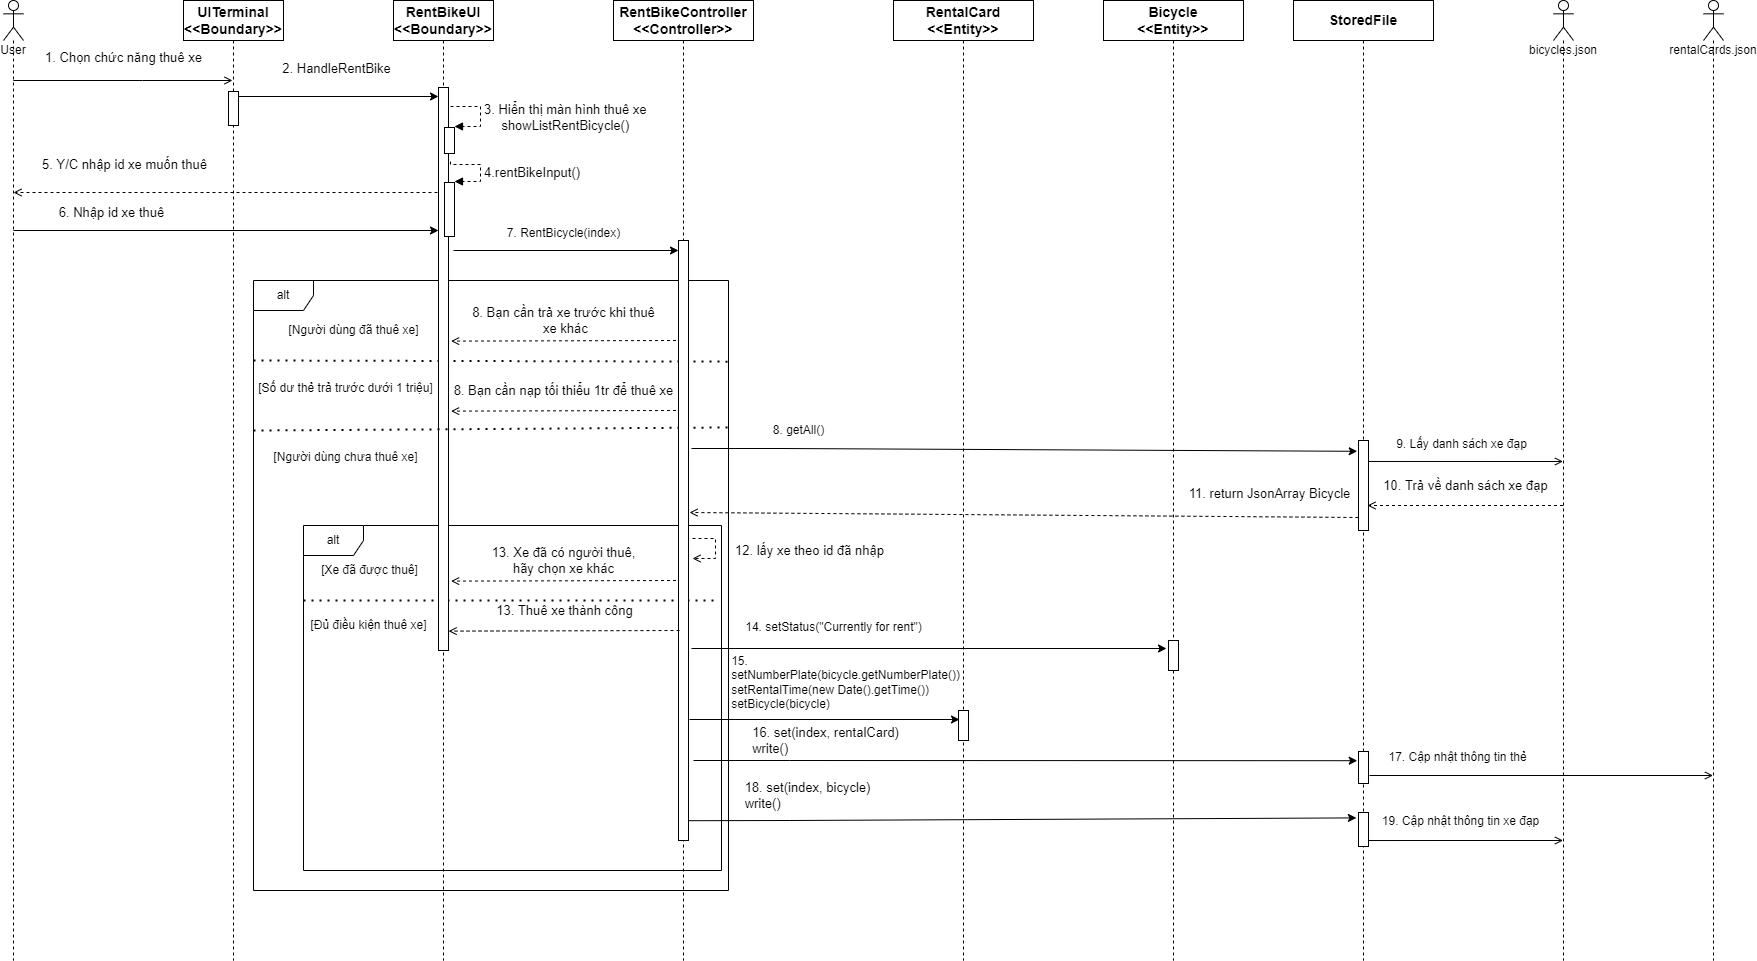 UITerminal
<<Boundary>>
RentBikeUI
<<Boundary>>
RentBikeController
<<Controller>>
RentalCard
<<Entity>>
Bicycle
<<Entity>>
StoredFile
User
bicycles.json
rentalCards.json
1. Chọn chức năng thuê xe
2. HandleRentBike
3. Hiển thị màn hình thuê xe
showListRentBicycle()
5. Y/C nhập id xe muốn thuê
4.rentBikeInput()
6. Nhập id xe thuê
7. RentBicycle(index)
alt
[Người dùng đã thuê xe]
8. Bạn cần trả xe trước khi thuê
xe khác
[Số dư thẻ trả trước dưới 1 triệu]
8. Bạn cần nạp tối thiểu 1tr để thuê xe
[Người dùng chưa thuê xe]
8. getAll()
9. Lấy danh sách xe đạp
10. Trả về danh sách xe đạp
11. return JsonArray Bicycle
alt
12. lấy xe theo id đã nhập
[Xe đã được thuê]
13. Xe đã có người thuê,
hãy chọn xe khác
[Đủ điều kiện thuê xe]
13. Thuê xe thành công
14. setStatus("Currently for rent")
15.
setNumberPlate(bicycle.getNumberPlate())
setRentalTime(new Date().getTime())
setBicycle(bicycle)
16. set(index, rentalCard)
write()
17. Cập nhật thông tin thẻ
18. set(index, bicycle)
write()
19. Cập nhật thông tin xe đạp